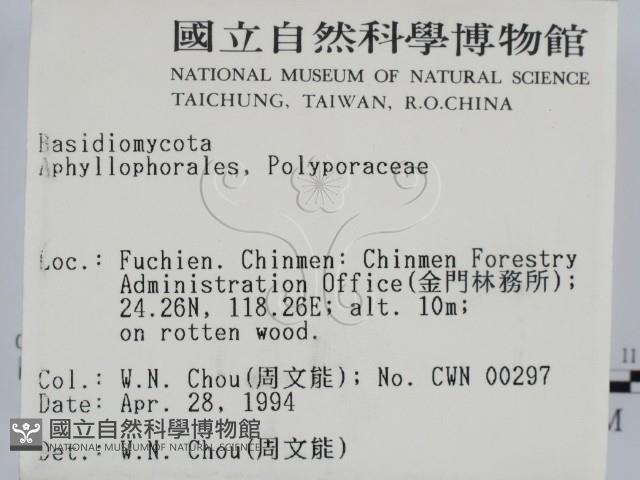 國立自然科學博物館
NATIONAL MUSEUM OF NATURAL SCIENCE
TAICHUNG, TAIWAN, R.O.CHINA
Basidiomycota
Aphyllophorales, Polyporaceae
Loc.: Fuchien. Chinmen: Chinmen Forestry
Administration Office(金門林務所);
24.26N, 118.26E; alt. 10m;
on rotten wood.
11
Col.: W.N. Chou(周文能); No. CWN 00297
Date: Apr. 28, 1994
M
國立自然科學博物館
NATIONAL MUSEUM OF NATURAL SCIENCE
Det.: W.N. Chou(周文能)